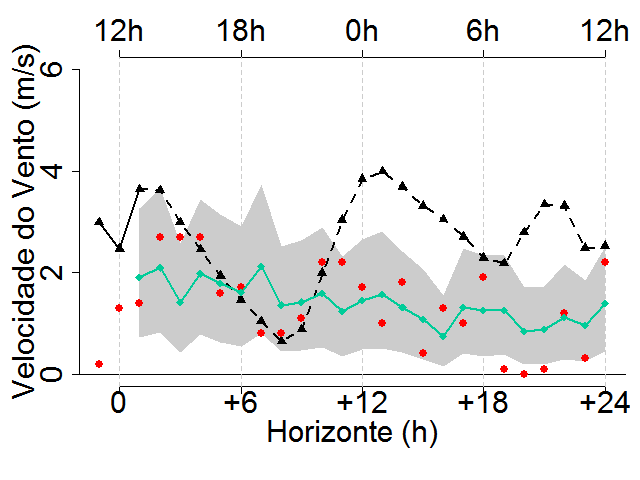 12h 18h 0h 6h 12h
Velocidade do Vento (m/s)
6
4
2
0
0 +6 +12 +18 +24
Horizonte (h)